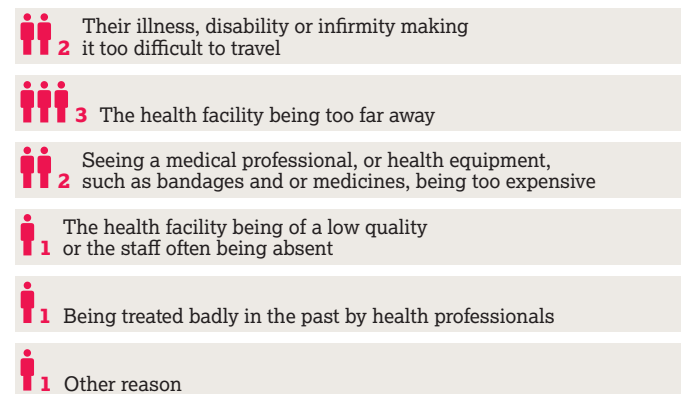 Their illness, disability or infirmity making
2 it too difficult to travel
3 The health facility being too far away
Seeing a medical professional, or health equipment,
2 such as bandages and or medicines, being too expensive
The health facility being of a low quality
1 or the staff often being absent
1 Being treated badly in the past by health professionals
1 Other reason